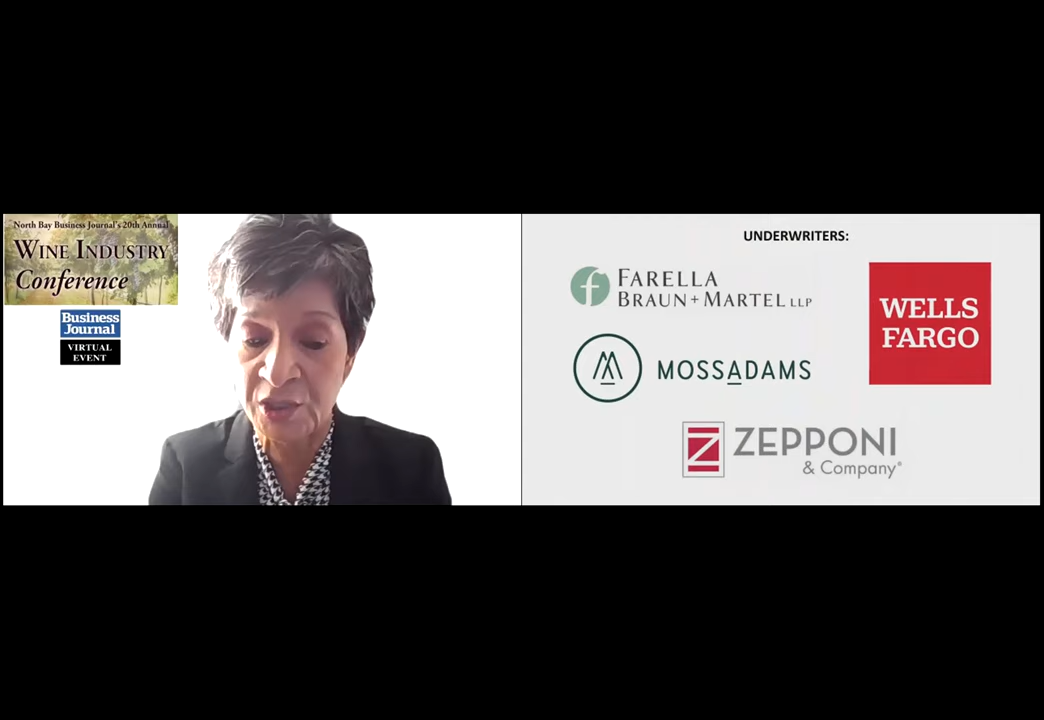 North Bay Business Journal's 20th Annual
WINE INDUSTRY
Conference
Business
Journal
VIRTUAL
EVENT
UNDERWRITERS:
FARELLA
BRAUN+MARTEL LLP
WELLS
FARGO
MOSSADAMS
ZEPPONI
& Company®